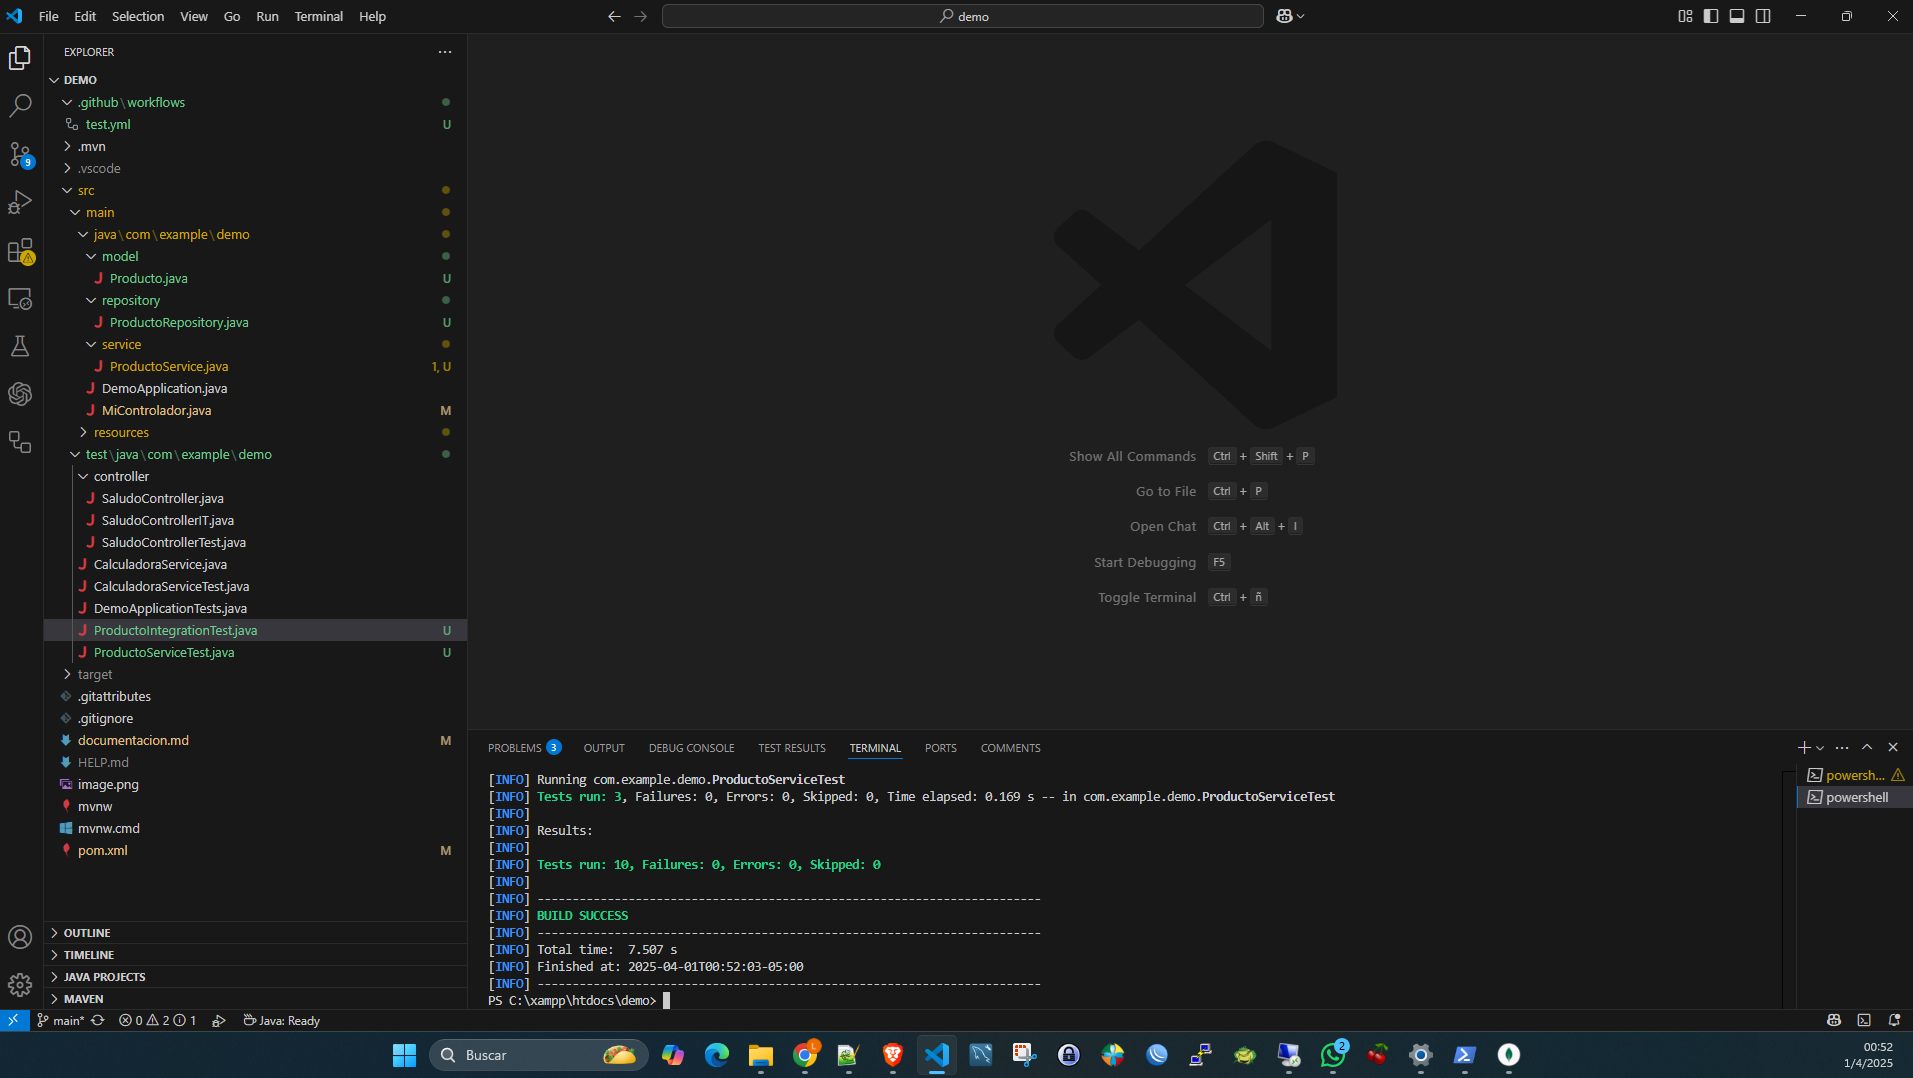 File Edit Selection View Go Run Terminal Help
demo
EXPLORER
DEMO
.github\workflows
test.yml U
.mvn
.vscode
src
main
java\com\example\demo
model
Producto.java U
repository
ProductoRepository.java U
service
ProductoService.java 1, U
DemoApplication.java
MiControlador.java M
resources
test\java\com\example\demo
controller
SaludoController.java
SaludoControllerIT.java
SaludoControllerTest.java
CalculadoraService.java
CalculadoraServiceTest.java
DemoApplicationTests.java
ProductoIntegrationTest.java U
ProductoServiceTest.java U
target
.gitattributes
.gitignore
documentacion.md M
HELP.md
image.png
mvnw
mvnw.cmd
pom.xml M
OUTLINE
TIMELINE
JAVA PROJECTS
MAVEN
9
Show All Commands Ctrl + Shift + P
Go to File Ctrl + P
Open Chat Ctrl + Alt + I
Start Debugging F5
Toggle Terminal Ctrl + ñ
PROBLEMS 3 OUTPUT DEBUG CONSOLE TEST RESULTS TERMINAL PORTS COMMENTS
[INFO] Running com.example.demo.ProductoServiceTest
[INFO] Tests run: 3, Failures: 0, Errors: 0, Skipped: 0, Time elapsed: 0.169 s -- in com.example.demo.ProductoServiceTest
[INFO]
[INFO] Results:
[INFO]
[INFO] Tests run: 10, Failures: 0, Errors: 0, Skipped: 0
[INFO]
[INFO] ------------------------------------------------------------------------
[INFO] BUILD SUCCESS
[INFO] ------------------------------------------------------------------------
[INFO] Total time:  7.507 s
[INFO] Finished at: 2025-04-01T00:52:03-05:00
[INFO] ------------------------------------------------------------------------
PS C:\xampp\htdocs\demo>
powersh...
powershell
main* 0 2 1 Java: Ready
Buscar
L
2
00:52
1/4/2025